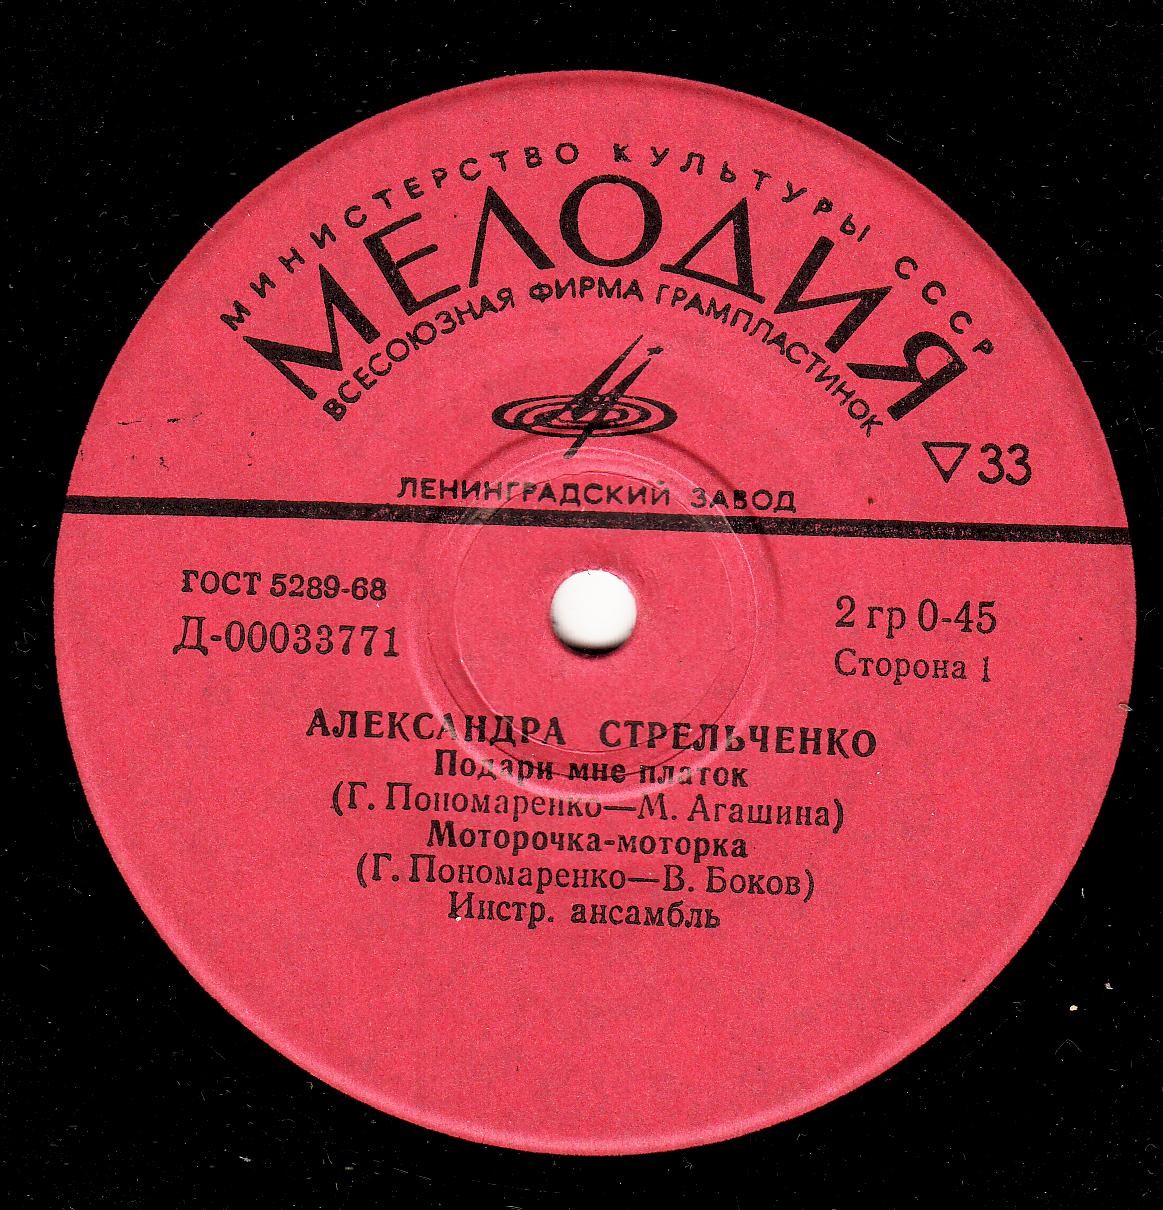 МИНИСТЕРСТВО КУЛЬТУРЫ СССР
МЕЛОДИЯ
ВСЕСОЮЗНАЯ ФИРМА ГРАМПЛАСТИНОК
▽33
ЛЕНИНГРАДСКИЙ ЗАВОД
ГОСТ 5289-68
Д-00033771
2 гр 0-45
Сторона 1
АЛЕКСАНДРА СТРЕЛЬЧЕНКО
Подари мне платок
(Г. Пономаренко—М. Агашина)
Моторочка-моторка
(Г. Пономаренко—В. Боков)
Инстр. ансамбль